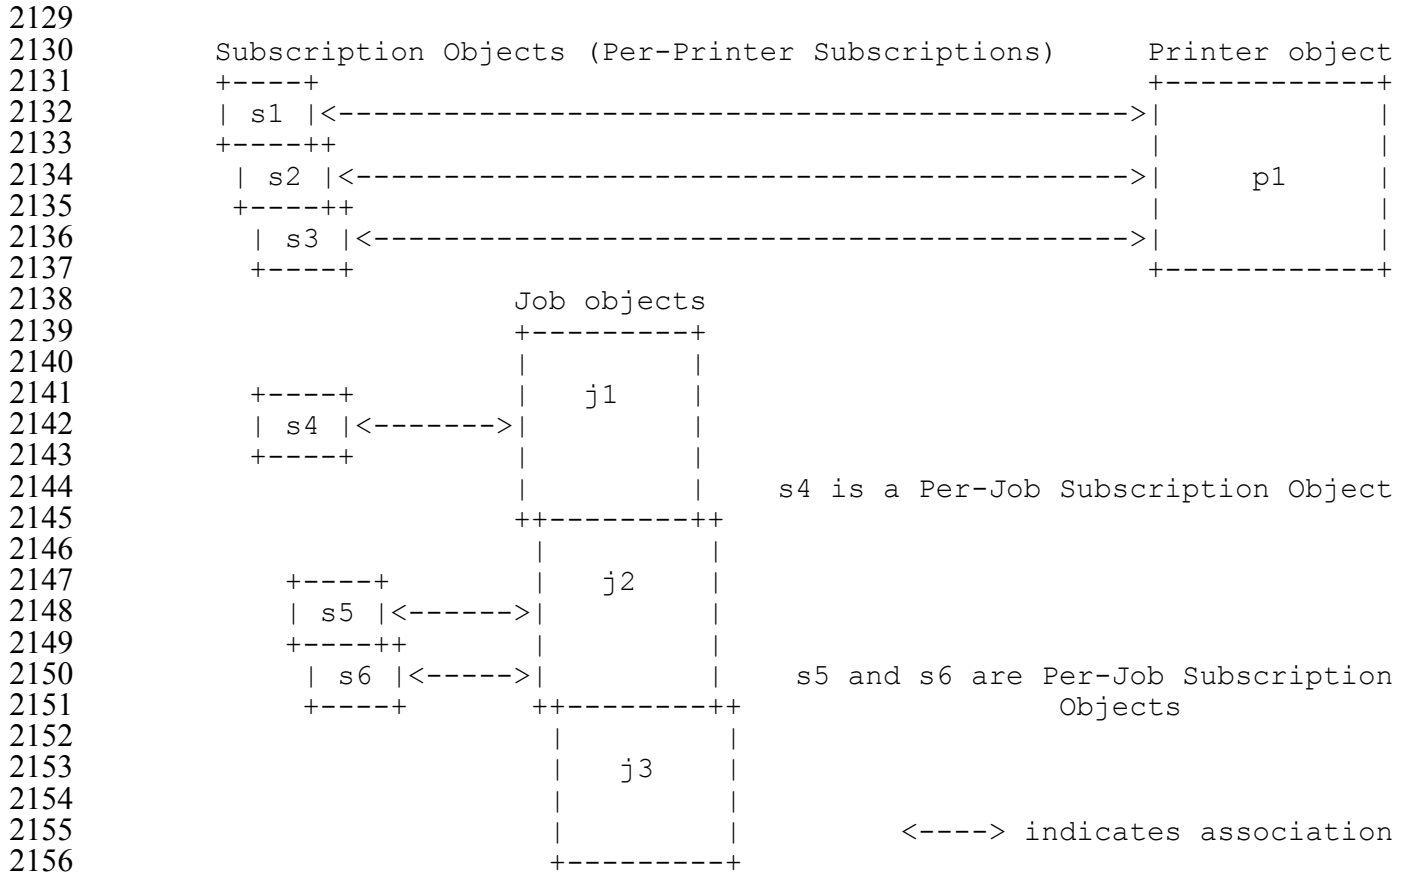 2129
2130        Subscription Objects (Per-Printer Subscriptions)     Printer object
2131        +----+                                               +------------+
2132        | s1 |<--------------------------------------------->|            |
2133        +----++                                              |            |
2134         | s2 |<-------------------------------------------->|     p1     |
2135         +----++                                             |            |
2136          | s3 |<------------------------------------------->|            |
2137          +----+                                             +------------+
2138                         Job objects
2139                         +---------+
2140                         |         |
2141          +----+         |   j1    |
2142          | s4 |<------->|         |
2143          +----+         |         |
2144                         |         |    s4 is a Per-Job Subscription Object
2145                         ++--------++
2146                          |         |
2147            +----+        |   j2    |
2148            | s5 |<------>|         |
2149            +----++       |         |
2150             | s6 |<----->|         |    s5 and s6 are Per-Job Subscription
2151             +----+       ++--------++                  Objects
2152                           |         |
2153                           |   j3    |
2154                           |         |
2155                           |         |         <----> indicates association
2156                           +---------+